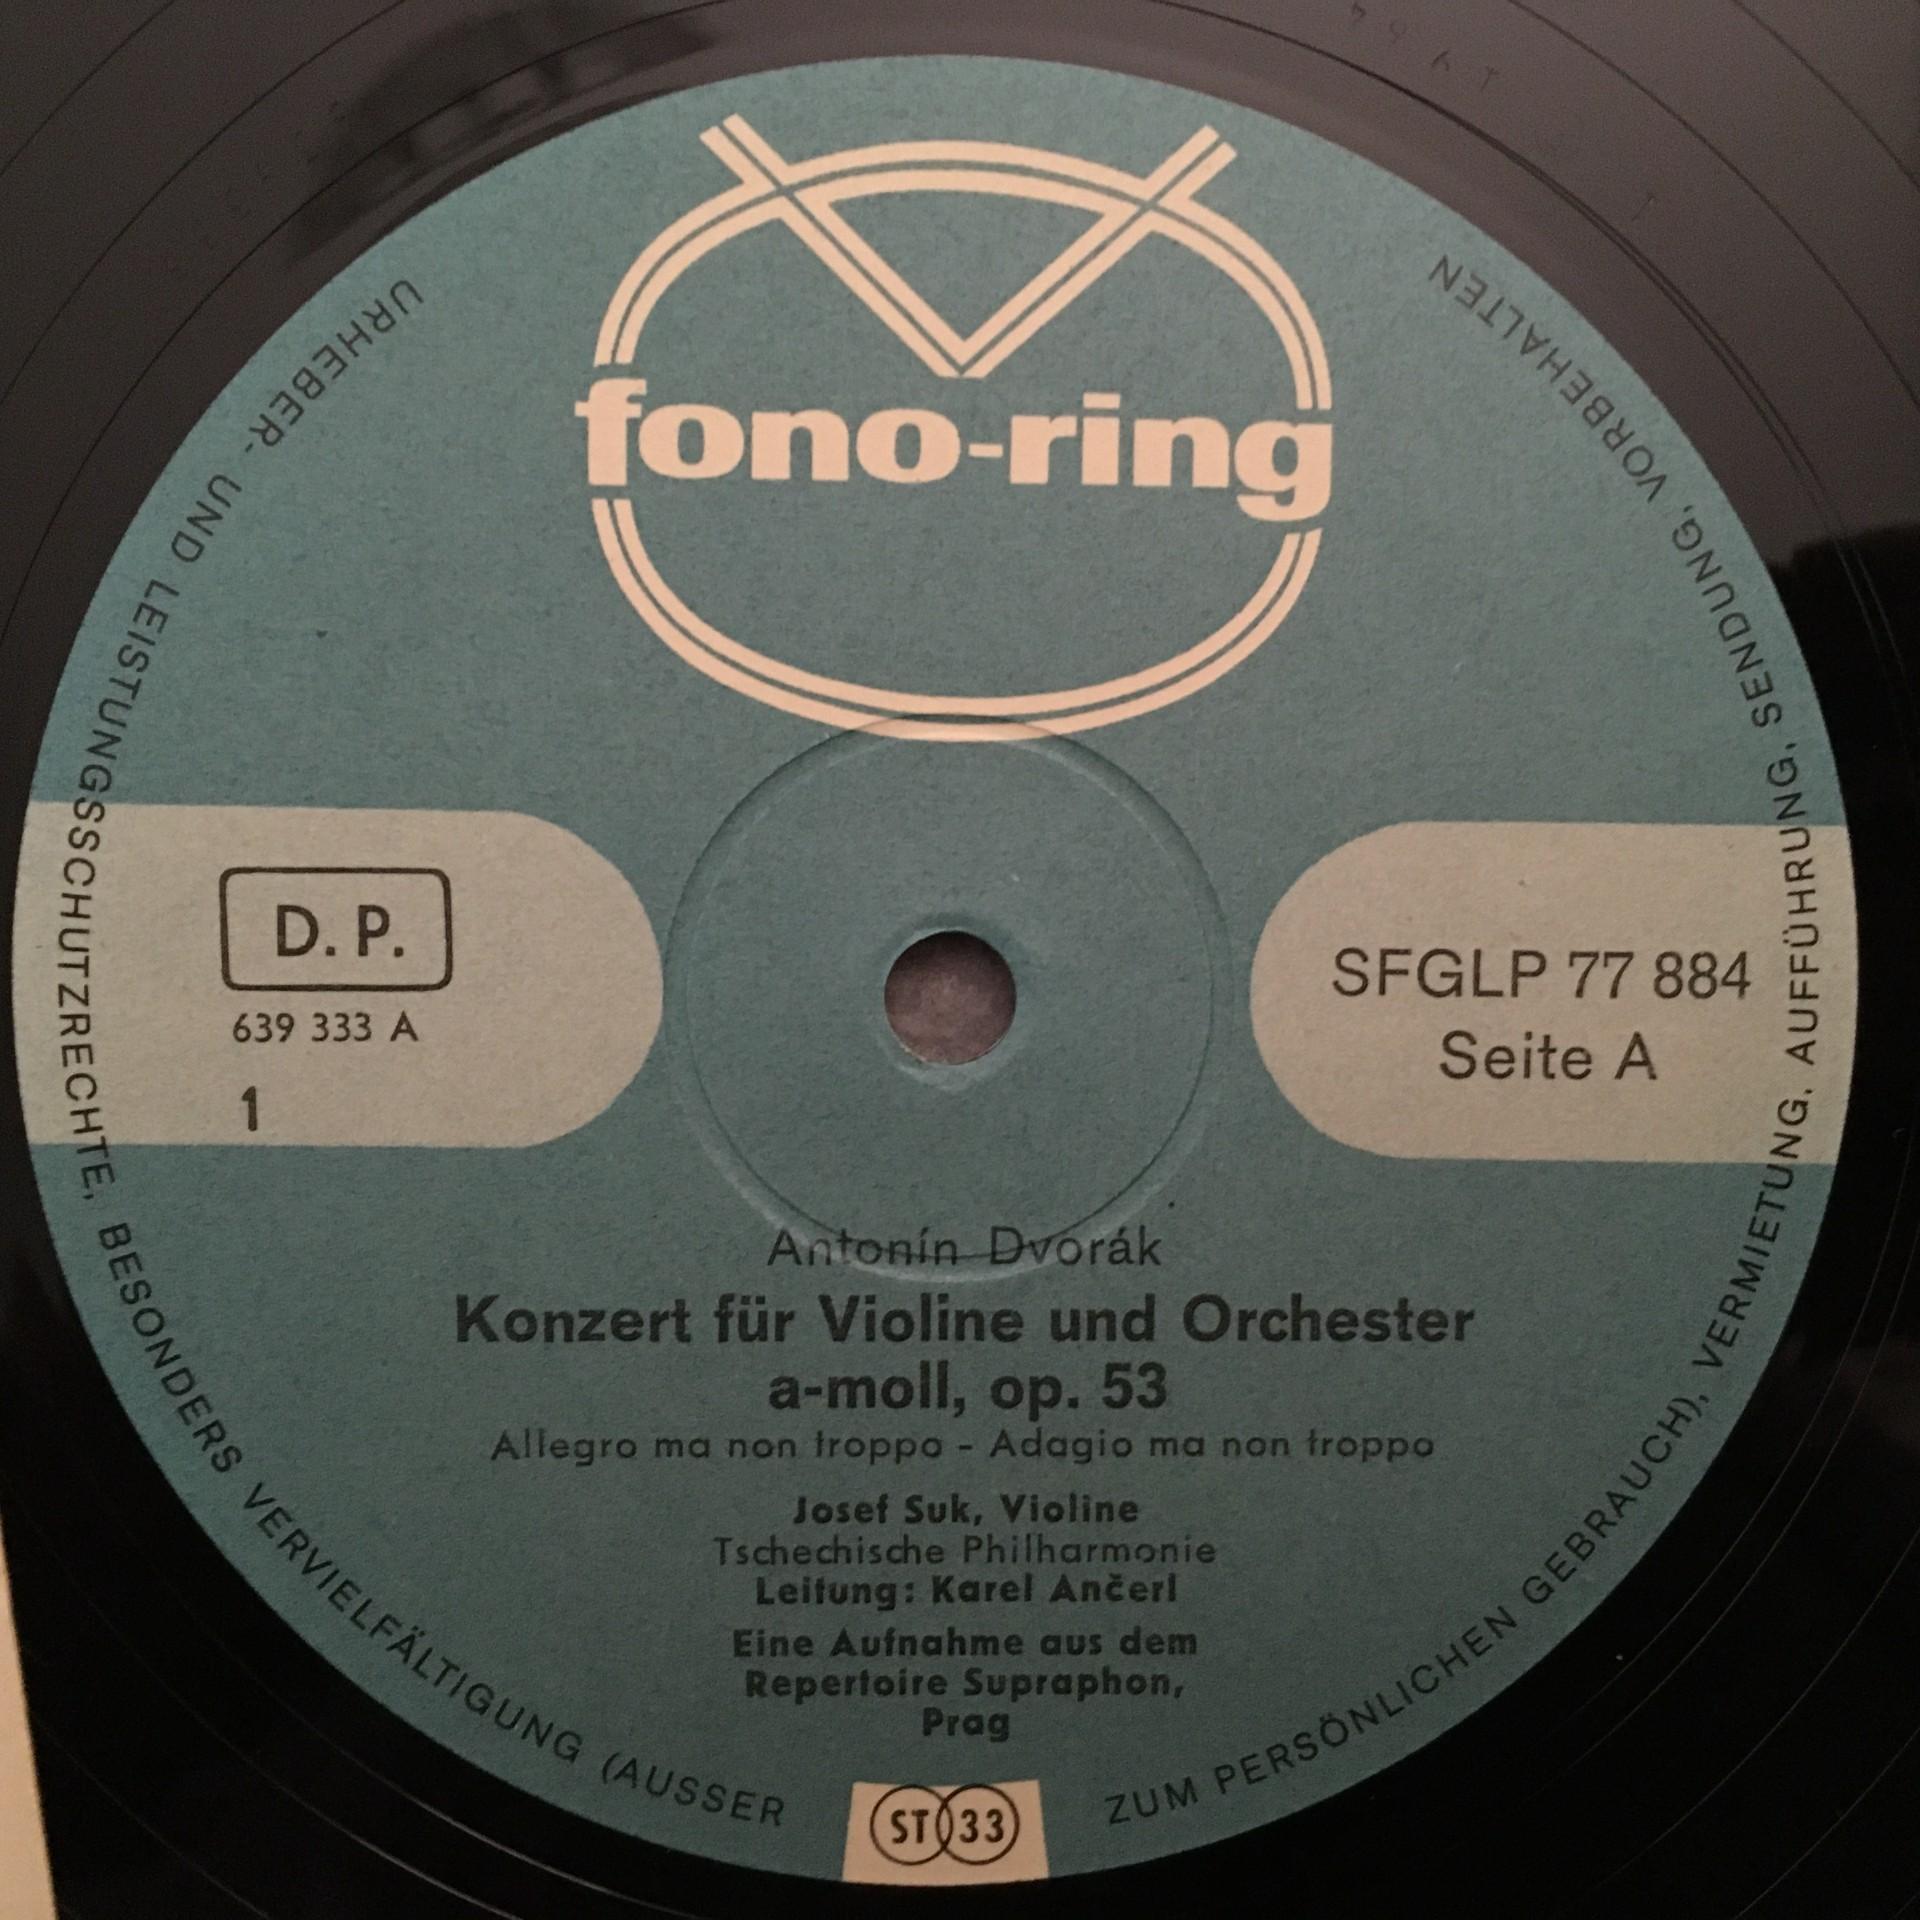 fono-ring
D. P.
639 333 A
1
SFGLP 77 884
Seite A
Antonín Dvořák
Konzert für Violine und Orchester
a-moll, op. 53
Allegro ma non troppo – Adagio ma non troppo
Josef Suk, Violine
Tschechische Philharmonie
Leitung: Karel Ančerl
Eine Aufnahme aus dem
Repertoire Supraphon,
Prag
ST 33
URHEBER- UND LEISTUNGSSCHUTZRECHTE, BESONDERS VERVIELFÄLTIGUNG (AUSSER ZUM PERSÖNLICHEN GEBRAUCH), VERMIETUNG, AUFFÜHRUNG, SENDUNG, VORBEHALTEN